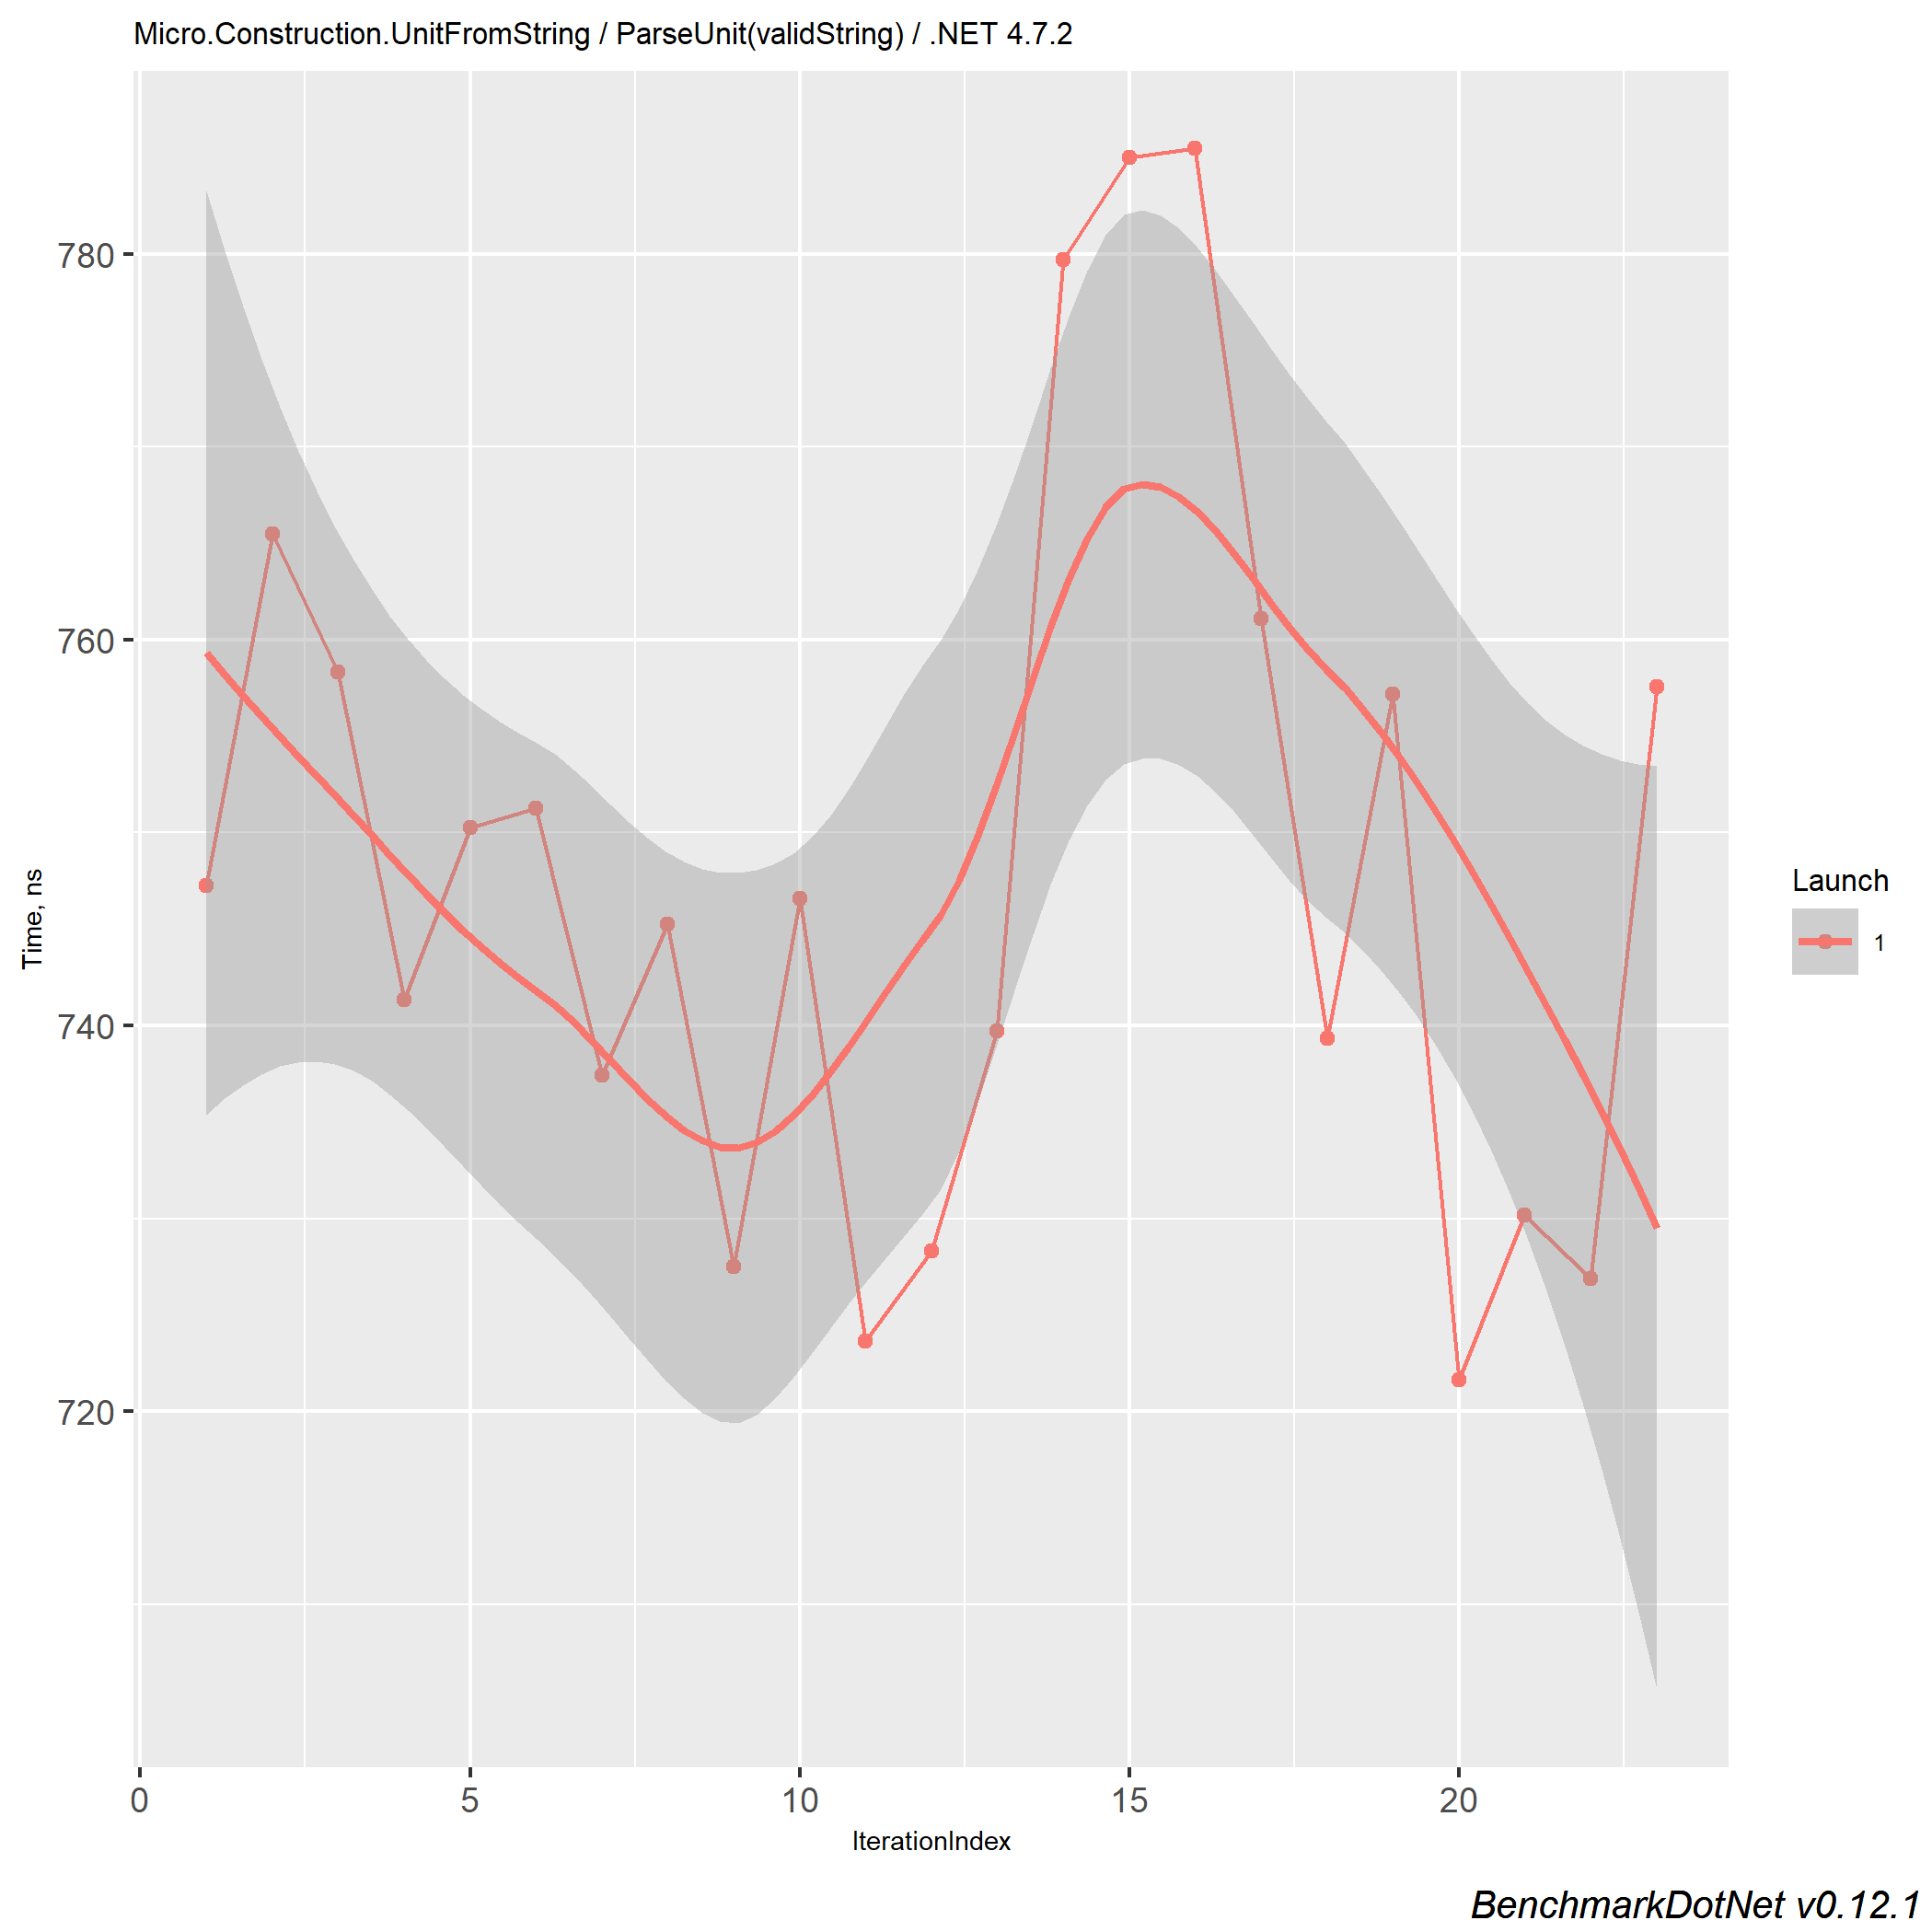 Micro.Construction.UnitFromString / ParseUnit(validString) / .NET 4.7.2
780
760
740
720
Time, ns
0 5 10 15 20
IterationIndex
Launch
1
BenchmarkDotNet v0.12.1